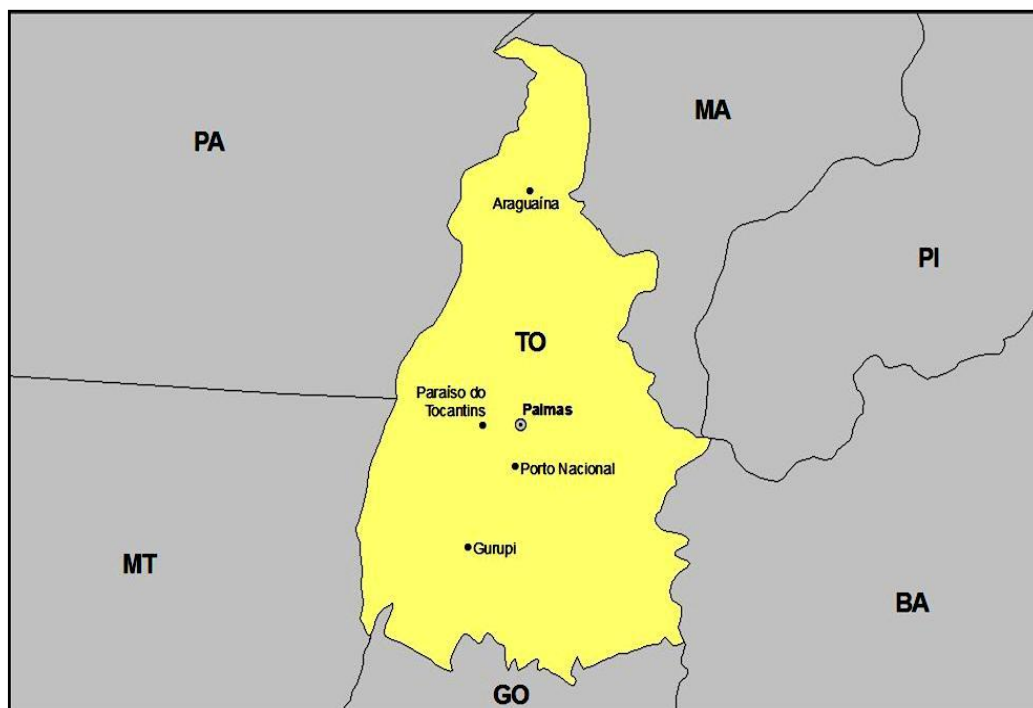 MA
PA
Araguaína
PI
TO
Paraíso do
Tocantins
Palmas
Porto Nacional
Gurupi
MT
BA
GO